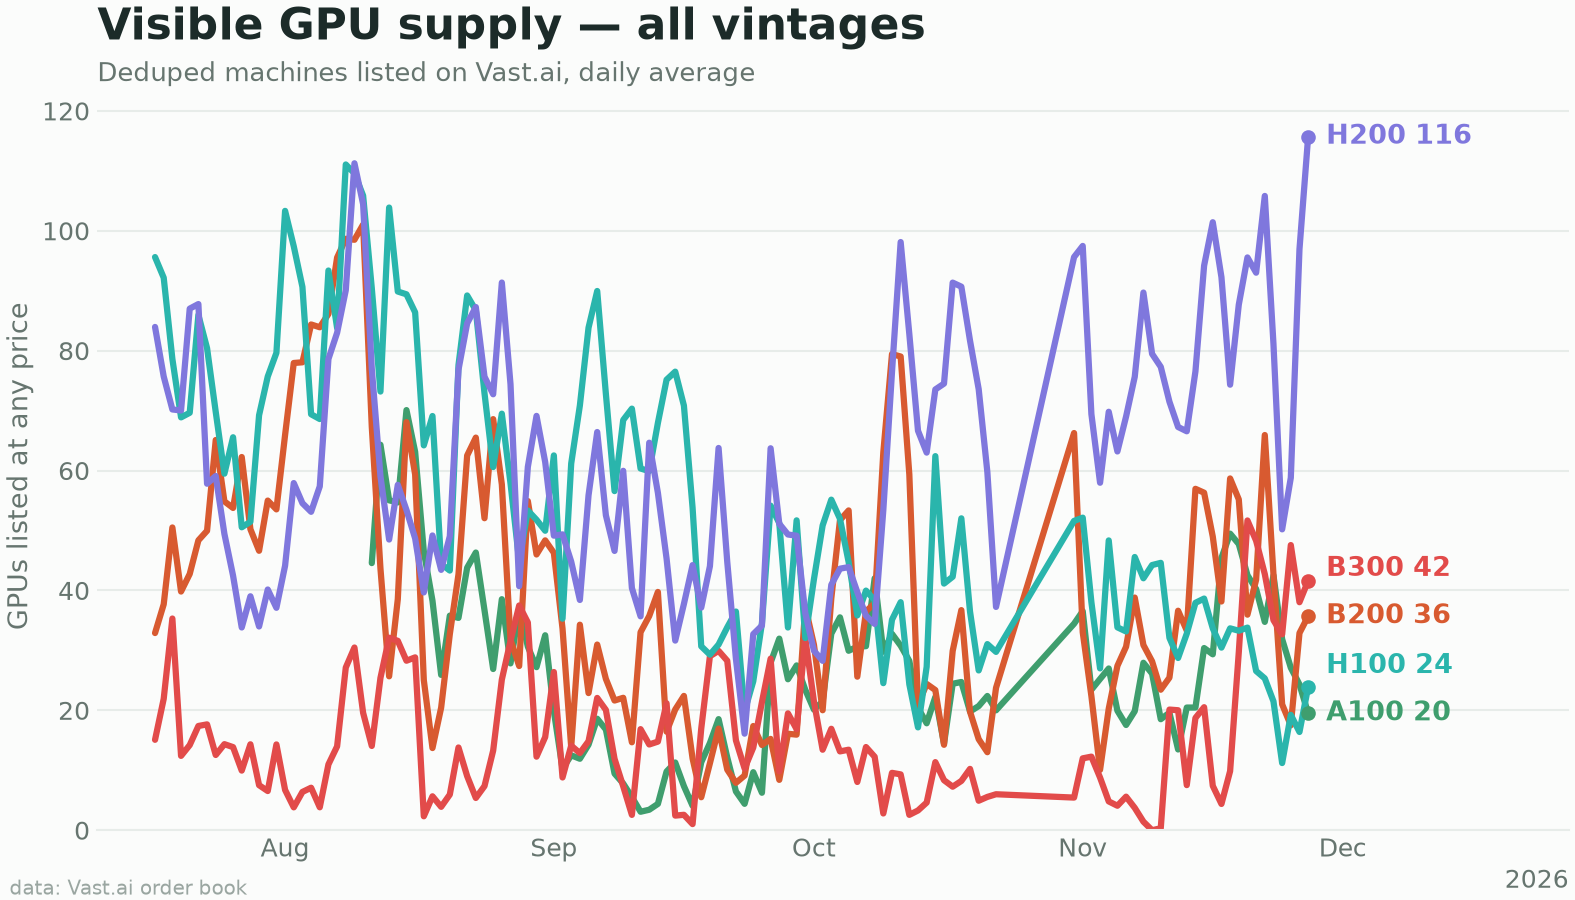 Visible GPU supply — all vintages
Deduped machines listed on Vast.ai, daily average
GPUs listed at any price
120
100
80
60
40
20
0
H200 116
B300 42
B200 36
H100 24
A100 20
Aug
Sep
Oct
Nov
Dec
2026
data: Vast.ai order book